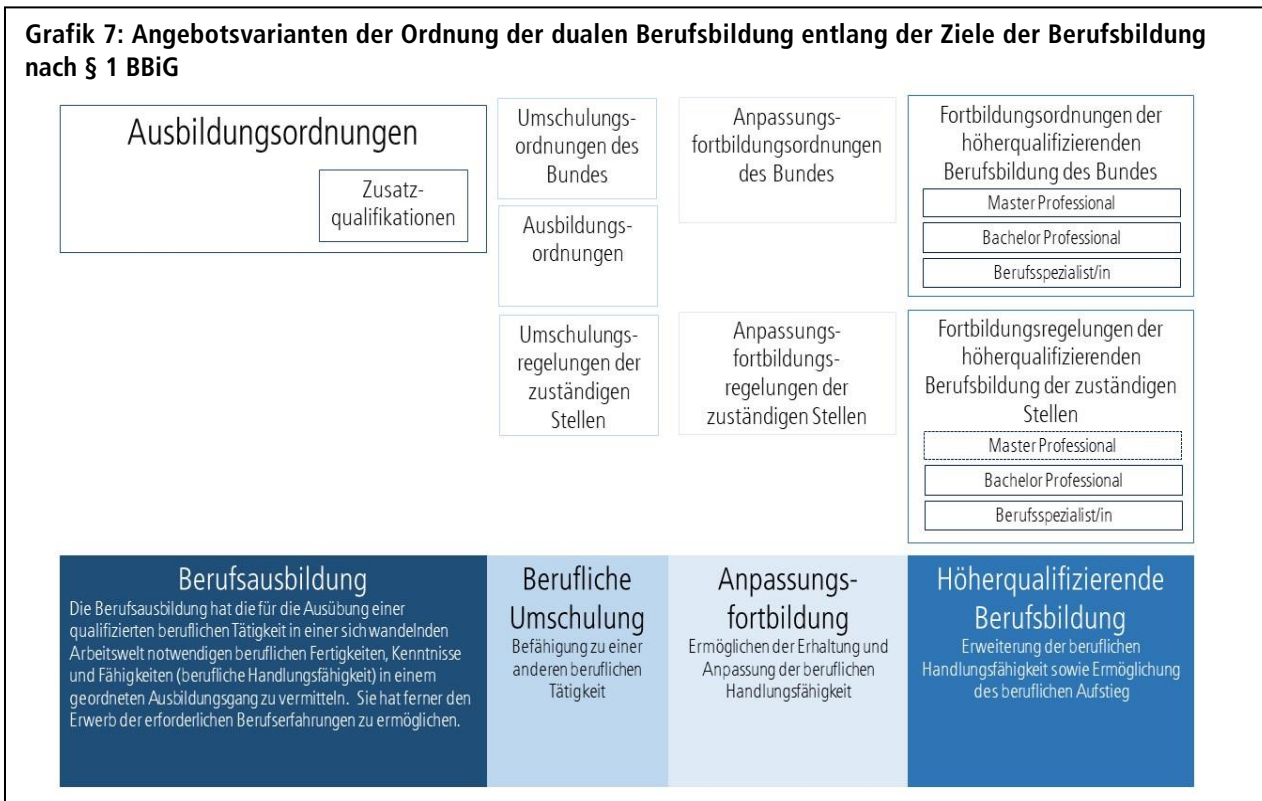 Grafik 7: Angebotsvarianten der Ordnung der dualen Berufsbildung entlang der Ziele der Berufsbildung
nach § 1 BBiG
Ausbildungsordnungen
Zusatz-
qualifikationen
Umschulungs-
ordnungen des
Bundes
Ausbildungs-
ordnungen
Umschulungs-
regelungen der
zuständigen
Stellen
Anpassungs-
fortbildungsordnungen
des Bundes
Anpassungs-
fortbildungs-
regelungen der
zuständigen Stellen
Fortbildungsordnungen der
höherqualifizierenden
Berufsbildung des Bundes
Master Professional
Bachelor Professional
Berufsspezialist/in
Fortbildungsregelungen der
höherqualifizierenden
Berufsbildung der zuständigen
Stellen
Master Professional
Bachelor Professional
Berufsspezialist/in
Berufsausbildung
Die Berufsausbildung hat die für die Ausübung einer
qualifizierten beruflichen Tätigkeit in einer sich wandelnden
Arbeitswelt notwendigen beruflichen Fertigkeiten, Kenntnisse
und Fähigkeiten (berufliche Handlungsfähigkeit) in einem
geordneten Ausbildungsgang zu vermitteln. Sie hat ferner den
Erwerb der erforderlichen Berufserfahrungen zu ermöglichen.
Berufliche
Umschulung
Befähigung zu einer
anderen beruflichen
Tätigkeit
Anpassungs-
fortbildung
Ermöglichen der Erhaltung und
Anpassung der beruflichen
Handlungsfähigkeit
Höherqualifizierende
Berufsbildung
Erweiterung der beruflichen
Handlungsfähigkeit sowie Ermöglichung
des beruflichen Aufstieg